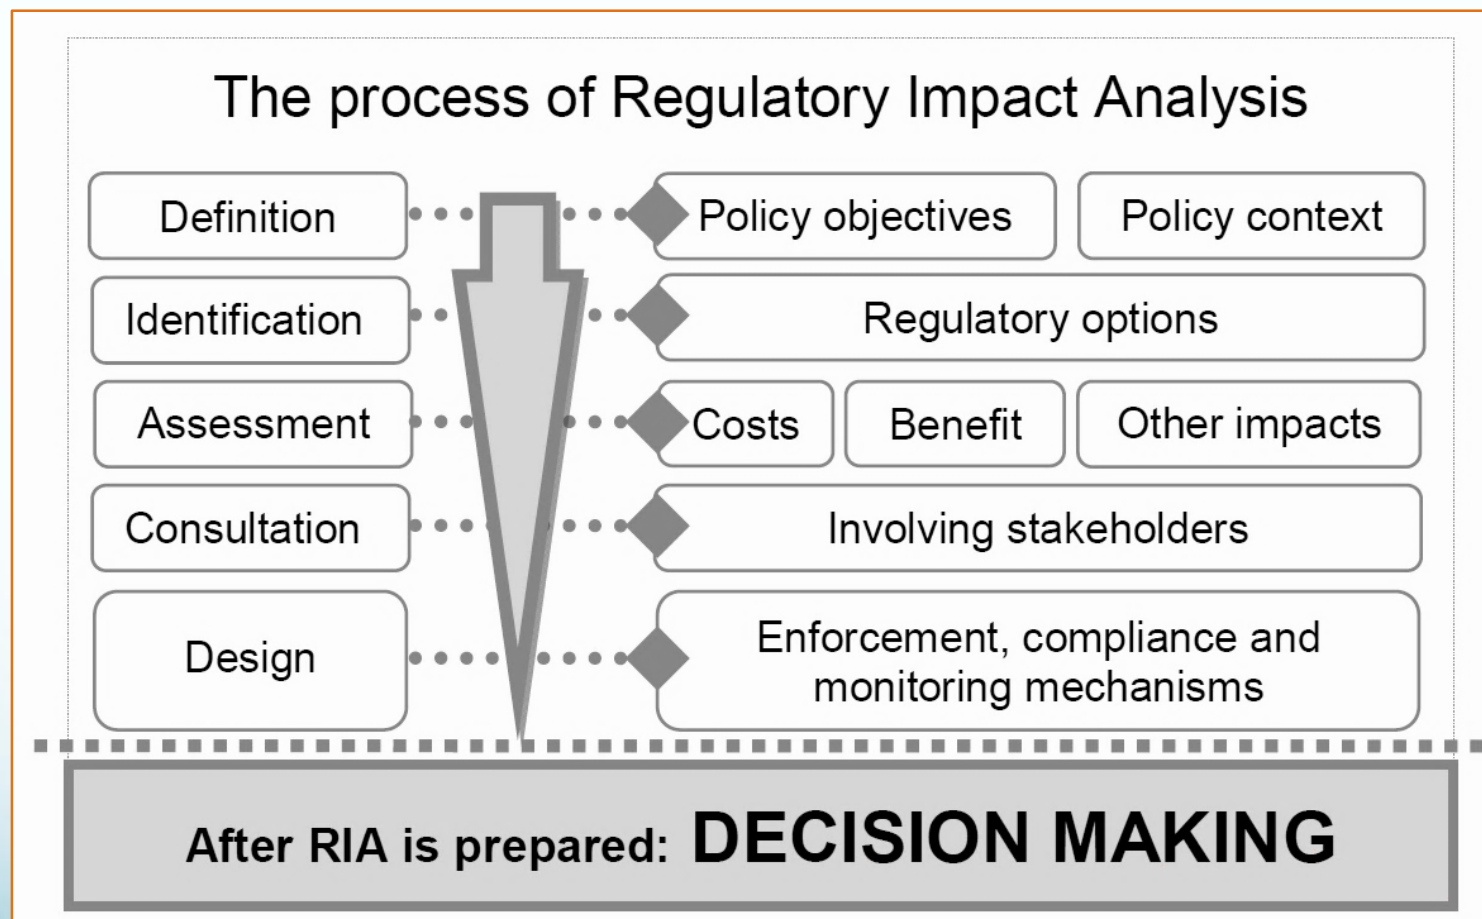 The process of Regulatory Impact Analysis
Definition
Policy objectives
Policy context
Identification
Regulatory options
Assessment
Costs
Benefit
Other impacts
Consultation
Involving stakeholders
Design
Enforcement, compliance and
monitoring mechanisms
After RIA is prepared: DECISION MAKING